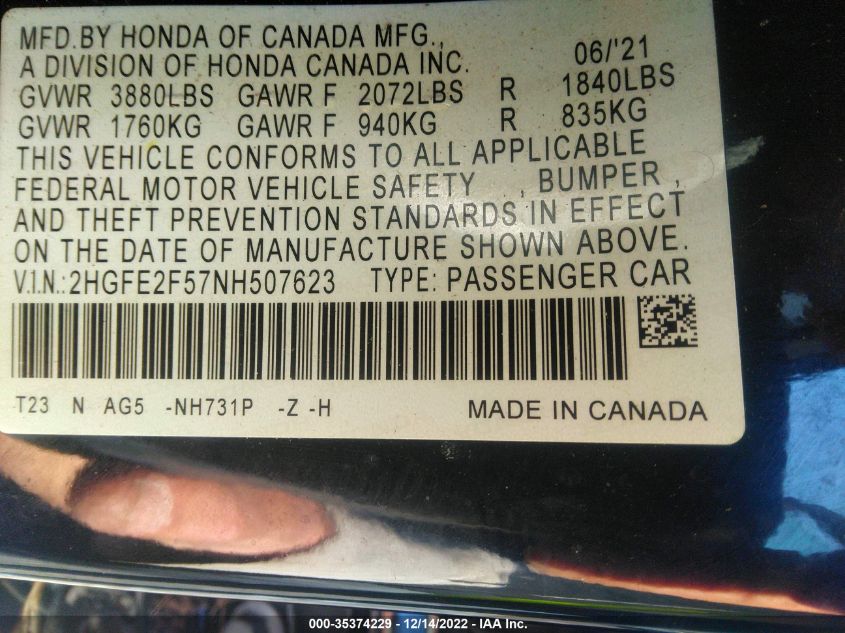 MFD.BY HONDA OF CANADA MFG.,
A DIVISION OF HONDA CANADA INC. 06/'21
GVWR 3880LBS GAWR F 2072LBS R 1840LBS
GVWR 1760KG GAWR F 940KG R 835KG
THIS VEHICLE CONFORMS TO ALL APPLICABLE
FEDERAL MOTOR VEHICLE SAFETY , BUMPER ,
AND THEFT PREVENTION STANDARDS IN EFFECT
ON THE DATE OF MANUFACTURE SHOWN ABOVE.
V.I.N.:2HGFE2F57NH507623 TYPE: PASSENGER CAR
T23 N AG5 -NH731P -Z -H MADE IN CANADA
000-35374229 - 12/14/2022 - IAA Inc.